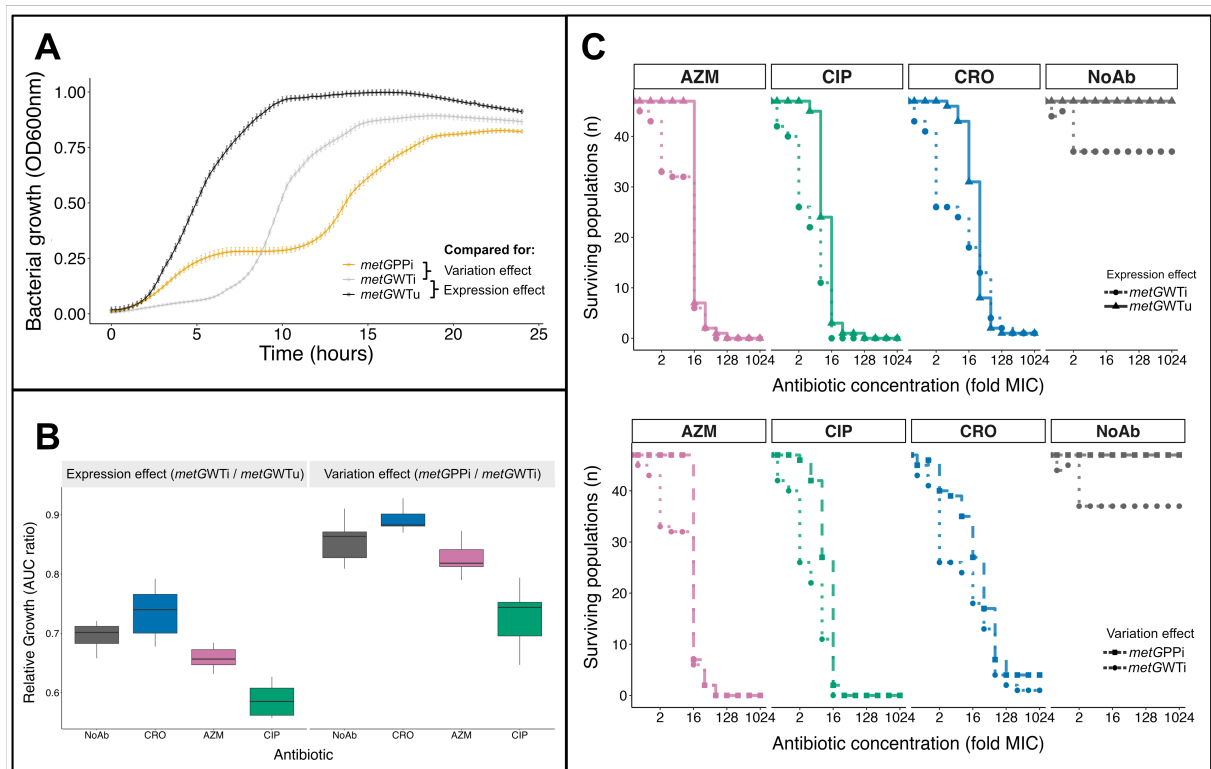 A
Bacterial growth (OD600nm)
1.00
0.75
0.50
0.25
0.00
0 5 10 15 20 25
Time (hours)
Compared for:
metGPPi
metGWTi
metGWTu
Variation effect
Expression effect
B
Expression effect (metGWTi / metGWTu) Variation effect (metGPPi / metGWTi)
Relative Growth (AUC ratio)
0.9
0.8
0.7
0.6
NoAb CRO AZM CIP NoAb CRO AZM CIP
Antibiotic
C
AZM CIP CRO NoAb
Surviving populations (n)
40
30
20
10
0
2 16 128 1024 2 16 128 1024 2 16 128 1024 2 16 128 1024
Antibiotic concentration (fold MIC)
Expression effect
metGWTi
metGWTu
AZM CIP CRO NoAb
Surviving populations (n)
40
30
20
10
0
2 16 128 1024 2 16 128 1024 2 16 128 1024 2 16 128 1024
Antibiotic concentration (fold MIC)
Variation effect
metGPPi
metGWTi